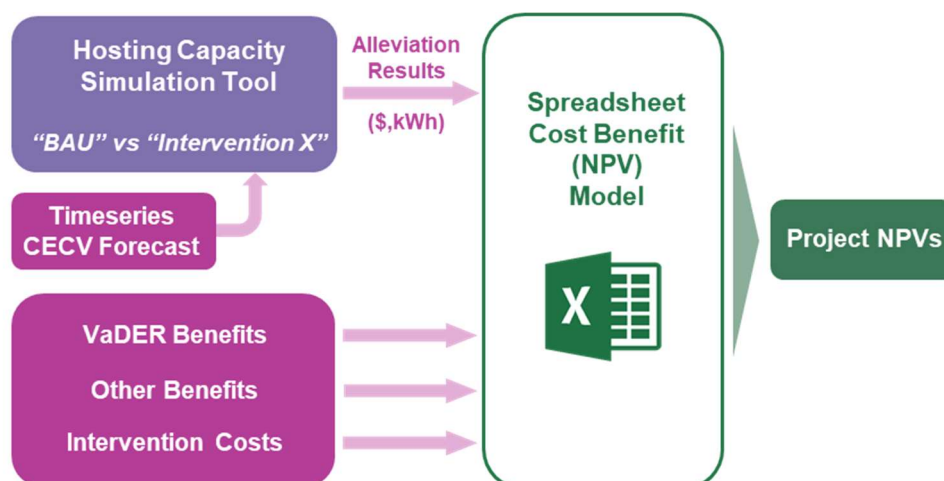 Hosting Capacity
Simulation Tool
“BAU” vs “Intervention X”
Alleviation
Results
($,kWh)
Timeseries
CECV Forecast
VaDER Benefits
Other Benefits
Intervention Costs
Spreadsheet
Cost Benefit
(NPV)
Model
X
Project NPVs